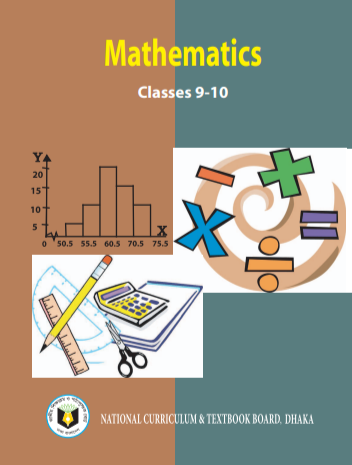 Mathematics
Classes 9-10
Y
20
15
10
5
0 50.5 55.5 60.5 70.5 75.5
X
NATIONAL CURRICULUM & TEXTBOOK BOARD, DHAKA